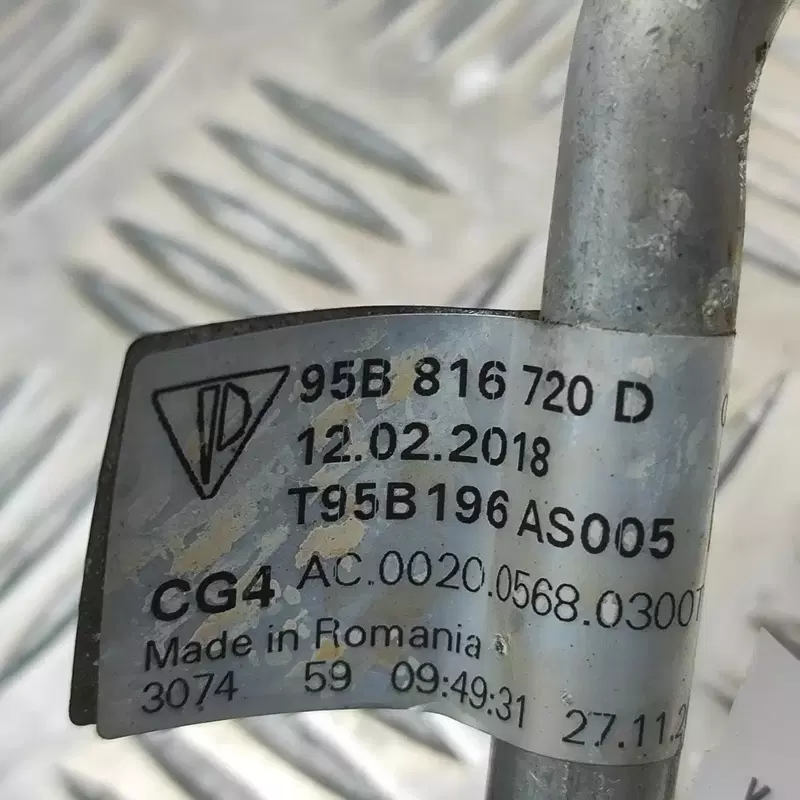 95B 816 720 D
12.02.2018
T95B196AS005
CG4 AC.0020.0568.0300
Made in Romania
3074 59 09:49:31 27.11.2